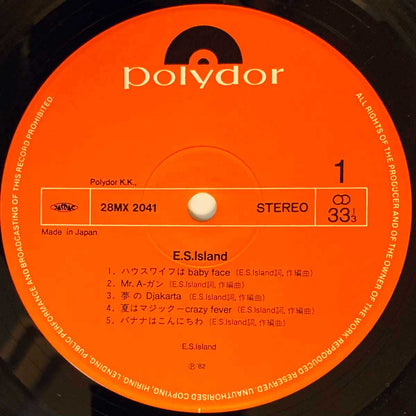 polydor
Polydor K.K.,
1
JASRAC
28MX 2041
STEREO
33 1/3
Made in Japan
E.S.Island
1. ハウスワイフは baby face (E.S.Island詞, 作編曲)
2. Mr. A-ガン (E.S.Island詞, 作編曲)
3. 夢の Djakarta (E.S.Island詞, 作編曲)
4. 夏はマジック－crazy fever (E.S.Island詞, 作編曲)
5. バナナはこんにちわ (E.S.Island詞, 作編曲)
E.S.Island
Ⓟ '82
ALL RIGHTS OF THE PRODUCER AND OF THE OWNER OF THE WORK REPRODUCED RESERVED. UNAUTHORISED COPYING, HIRING, LENDING, PUBLIC PERFORMANCE AND BROADCASTING OF THIS RECORD PROHIBITED.